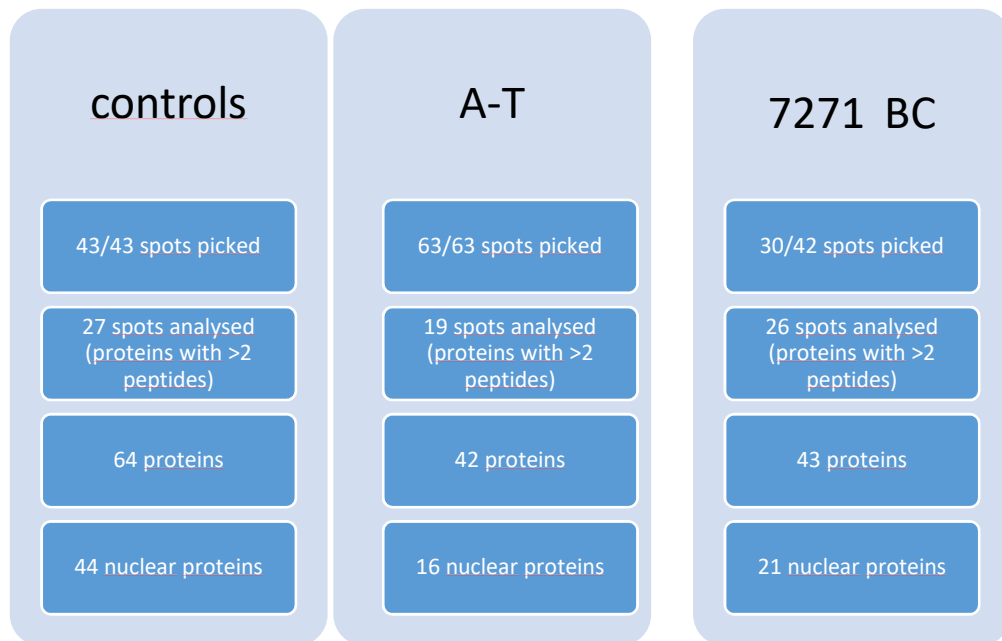 controls
43/43 spots picked
27 spots analysed
(proteins with >2
peptides)
64 proteins
44 nuclear proteins
A-T
63/63 spots picked
19 spots analysed
(proteins with >2
peptides)
42 proteins
16 nuclear proteins
7271 BC
30/42 spots picked
26 spots analysed
(proteins with >2
peptides)
43 proteins
21 nuclear proteins